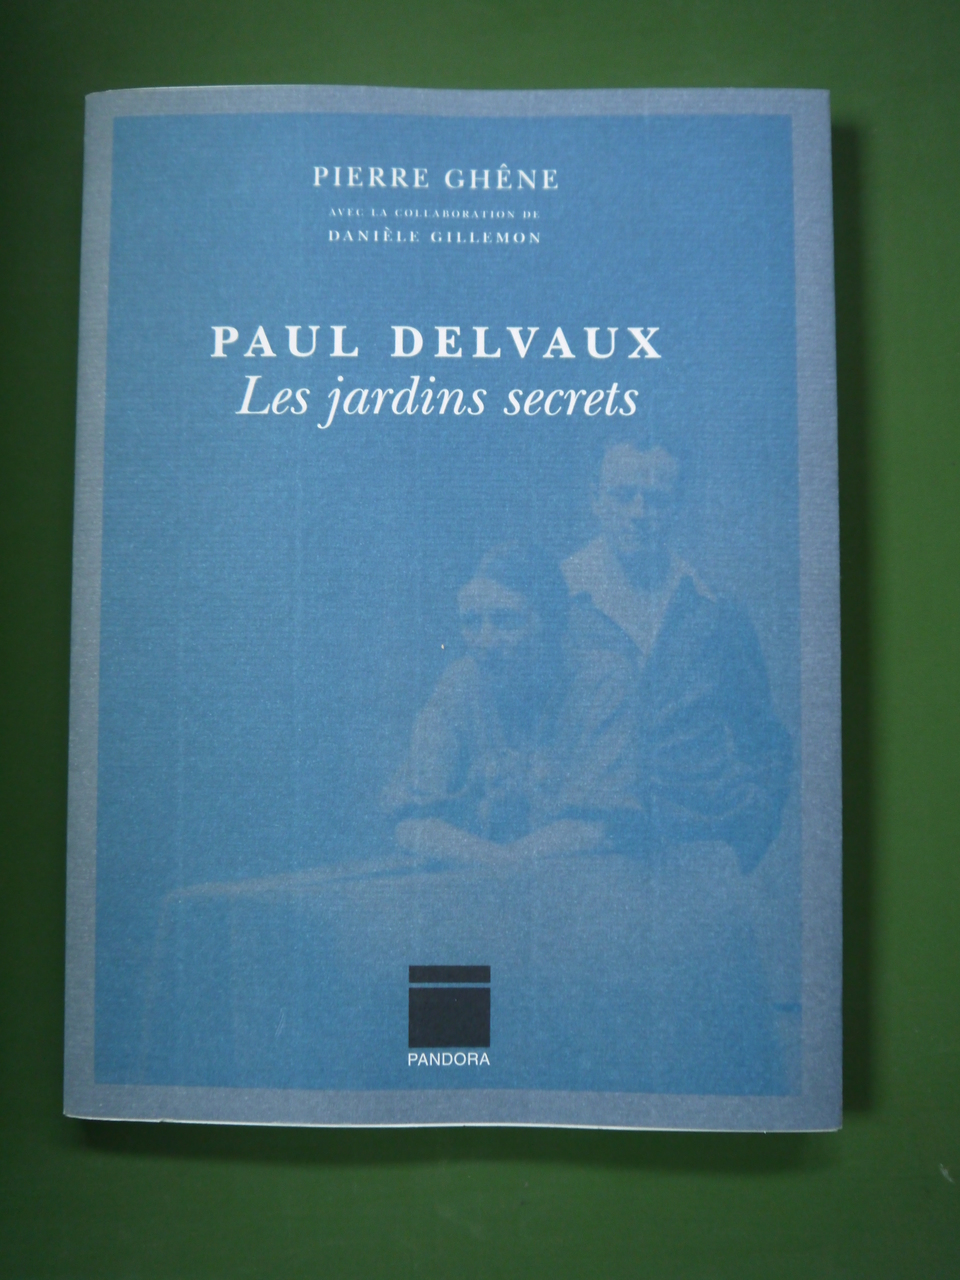 PIERRE GHÊNE
AVEC LA COLLABORATION DE
DANIÈLE GILLEMON
PAUL DELVAUX
Les jardins secrets
PANDORA